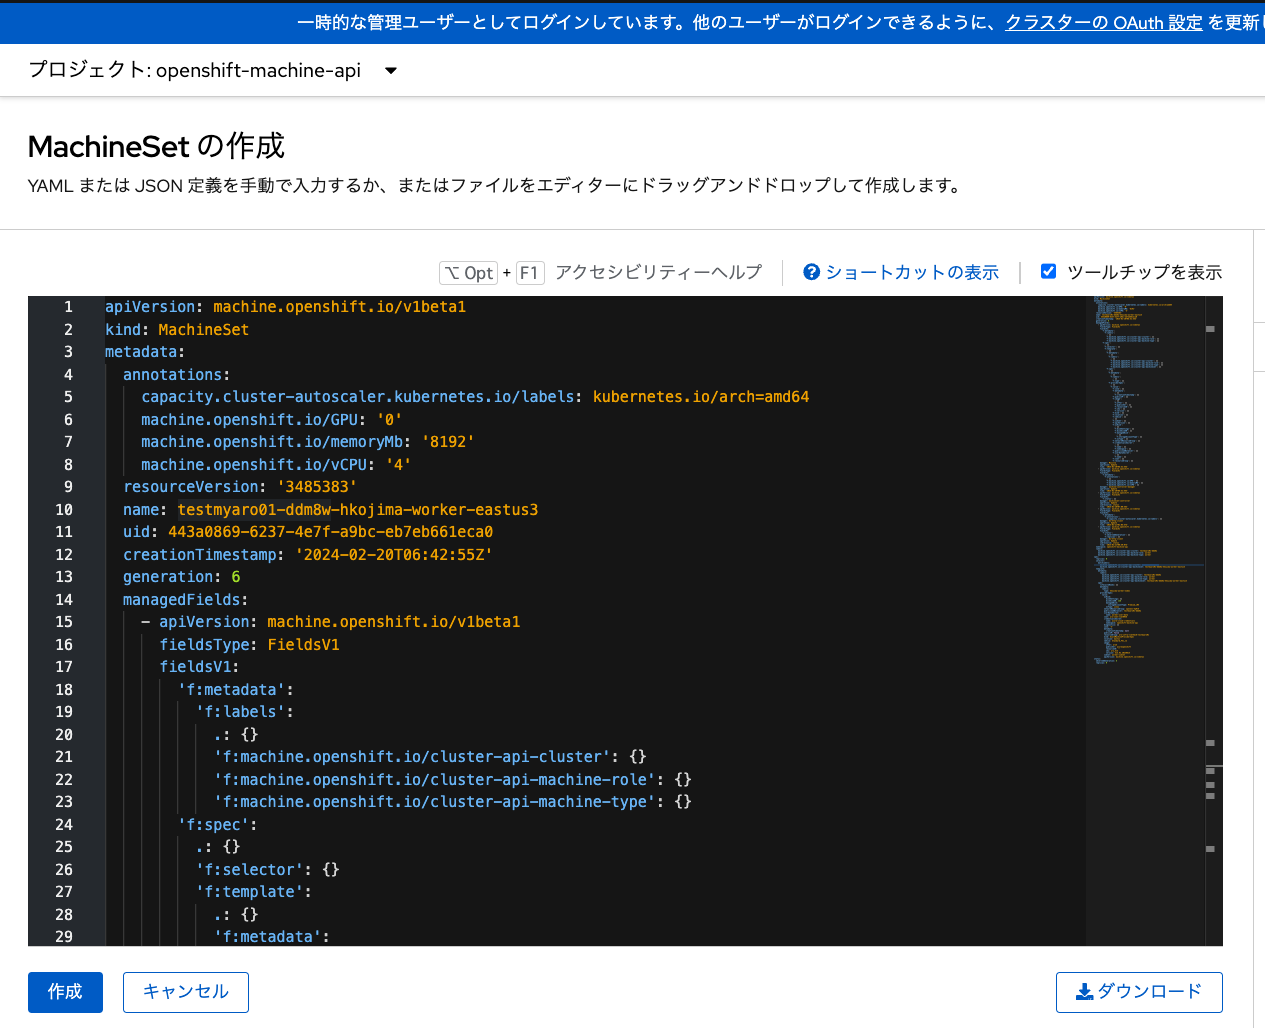 一時的な管理ユーザーとしてログインしています。他のユーザーがログインできるように、クラスターの OAuth 設定 を更新し
プロジェクト: openshift-machine-api
MachineSet の作成
YAML または JSON 定義を手動で入力するか、またはファイルをエディターにドラッグアンドドロップして作成します。
⌥ Opt + F1 アクセシビリティーヘルプ ショートカットの表示 ツールチップを表示
1 apiVersion: machine.openshift.io/v1beta1
2 kind: MachineSet
3 metadata:
4 annotations:
5 capacity.cluster-autoscaler.kubernetes.io/labels: kubernetes.io/arch=amd64
6 machine.openshift.io/GPU: '0'
7 machine.openshift.io/memoryMb: '8192'
8 machine.openshift.io/vCPU: '4'
9 resourceVersion: '3485383'
10 name: testmyaro01-ddm8w-hkojima-worker-eastus3
11 uid: 443a0869-6237-4e7f-a9bc-eb7eb661eca0
12 creationTimestamp: '2024-02-20T06:42:55Z'
13 generation: 6
14 managedFields:
15 - apiVersion: machine.openshift.io/v1beta1
16 fieldsType: FieldsV1
17 fieldsV1:
18 'f:metadata':
19 'f:labels':
20 .: {}
21 'f:machine.openshift.io/cluster-api-cluster': {}
22 'f:machine.openshift.io/cluster-api-machine-role': {}
23 'f:machine.openshift.io/cluster-api-machine-type': {}
24 'f:spec':
25 .: {}
26 'f:selector': {}
27 'f:template':
28 .: {}
29 'f:metadata':
作成 キャンセル ダウンロード